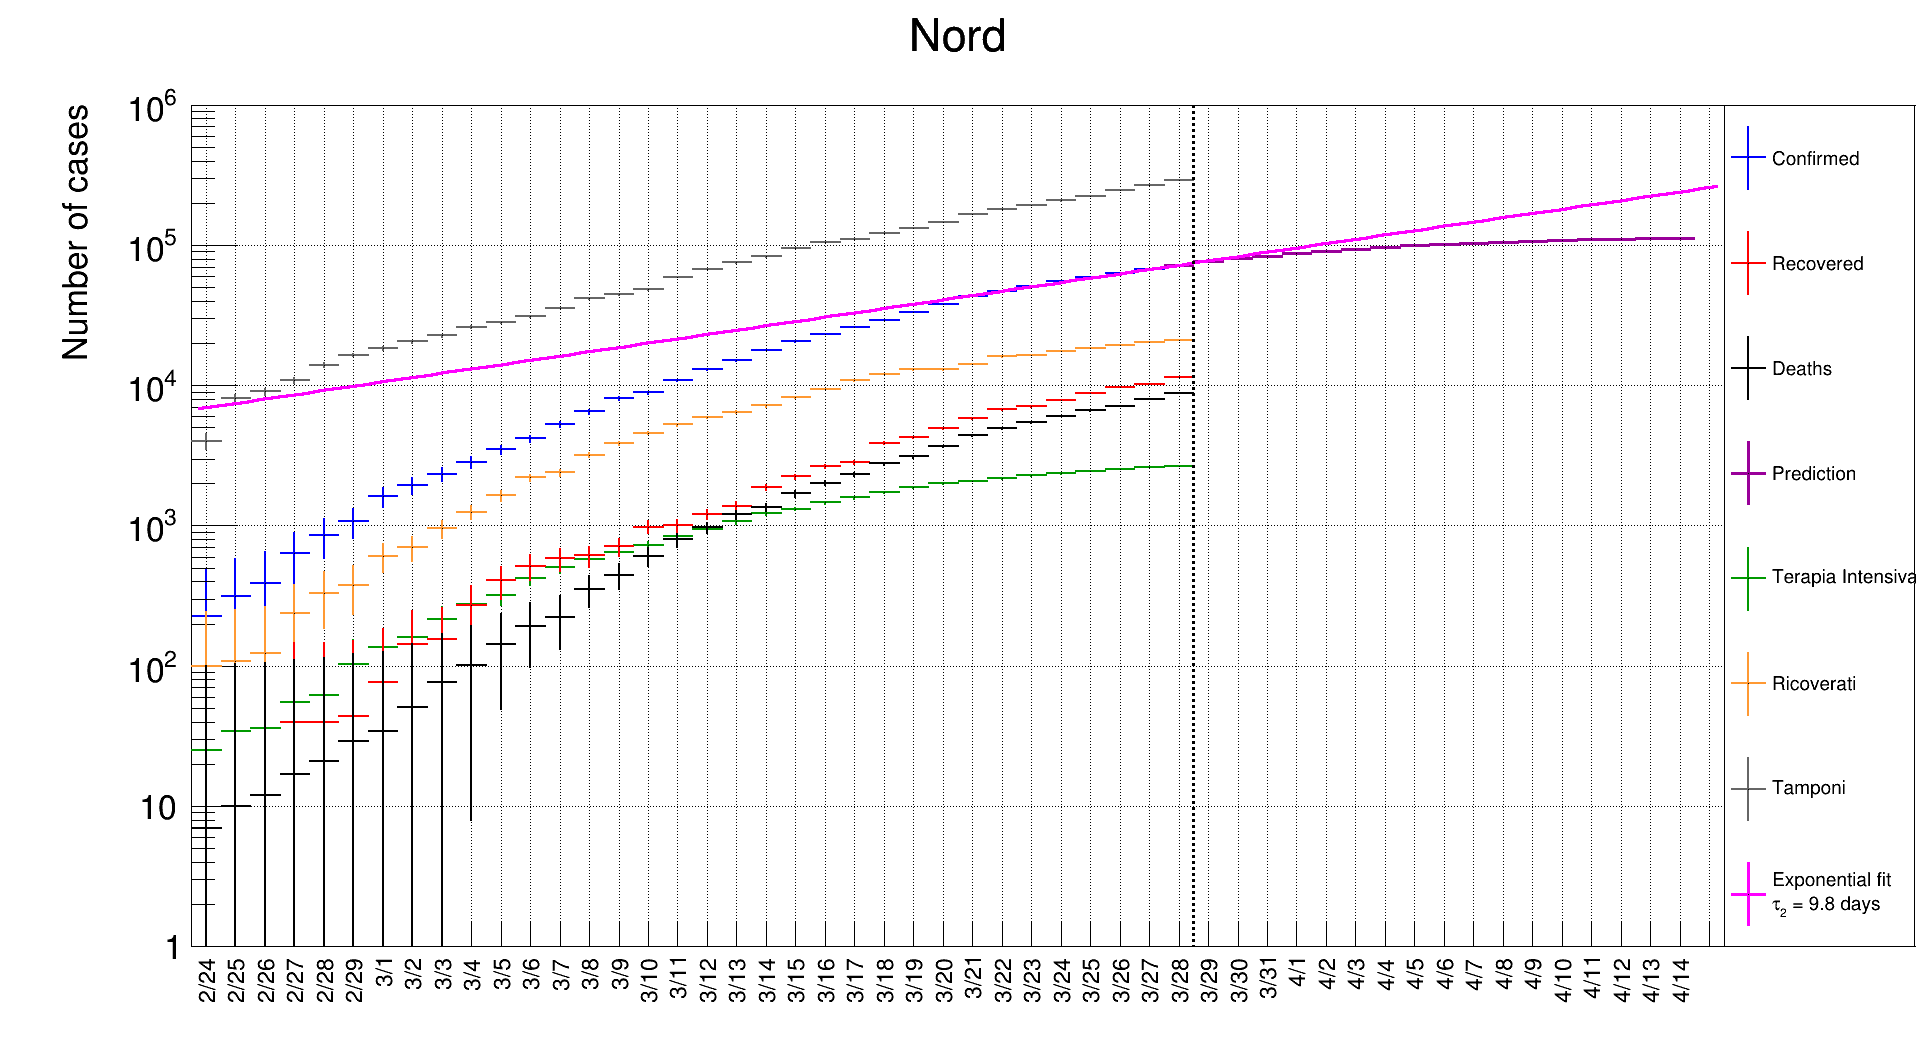 Nord
Number of cases
10^6
10^5
10^4
10^3
10^2
10
1
2/24 2/25 2/26 2/27 2/28 2/29 3/1 3/2 3/3 3/4 3/5 3/6 3/7 3/8 3/9 3/10 3/11 3/12 3/13 3/14 3/15 3/16 3/17 3/18 3/19 3/20 3/21 3/22 3/23 3/24 3/25 3/26 3/27 3/28 3/29 3/30 3/31 4/1 4/2 4/3 4/4 4/5 4/6 4/7 4/8 4/9 4/10 4/11 4/12 4/13 4/14
Confirmed
Recovered
Deaths
Prediction
Terapia Intensiva
Ricoverati
Tamponi
Exponential fit
τ₂ = 9.8 days